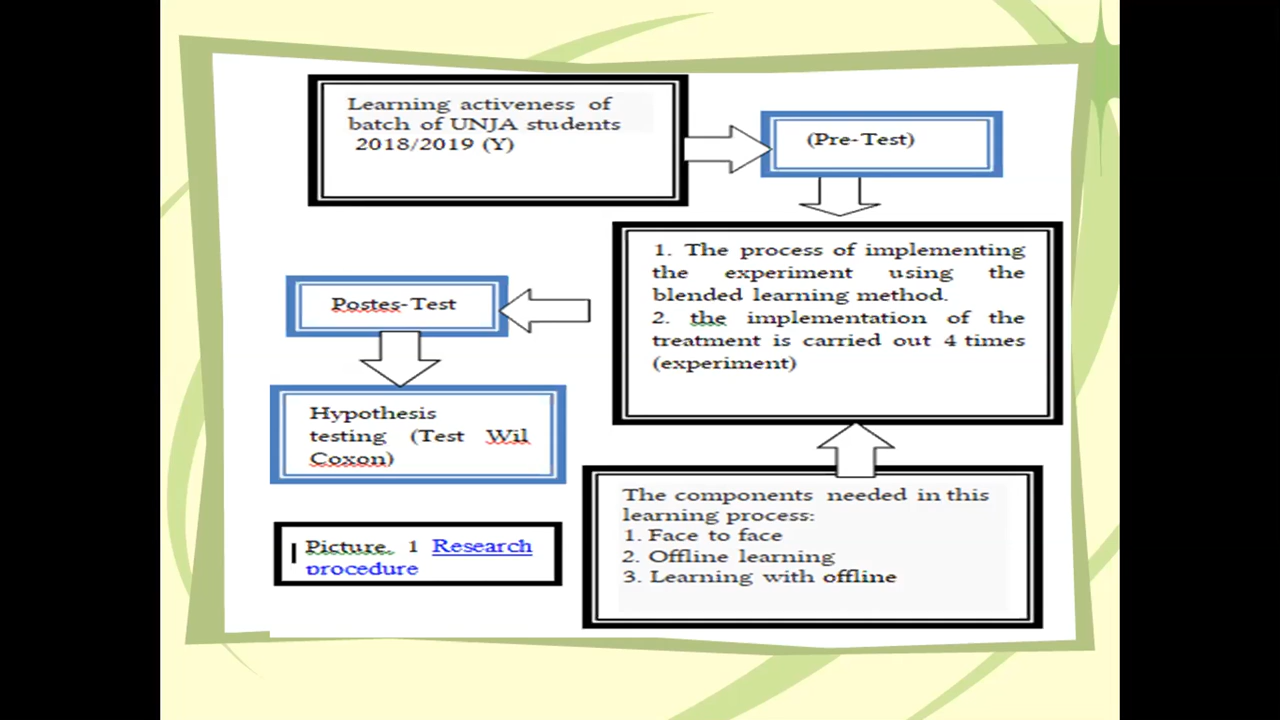 Learning activeness of
batch of UNJA students
2018/2019 (Y)
(Pre-Test)
1. The process of implementing
the experiment using the
blended learning method.
2. the implementation of the
treatment is carried out 4 times
(experiment)
Postes-Test
Hypothesis
testing (Test Wil
Coxon)
The components needed in this
learning process:
1. Face to face
2. Offline learning
3. Learning with offline
Picture. 1 Research
procedure